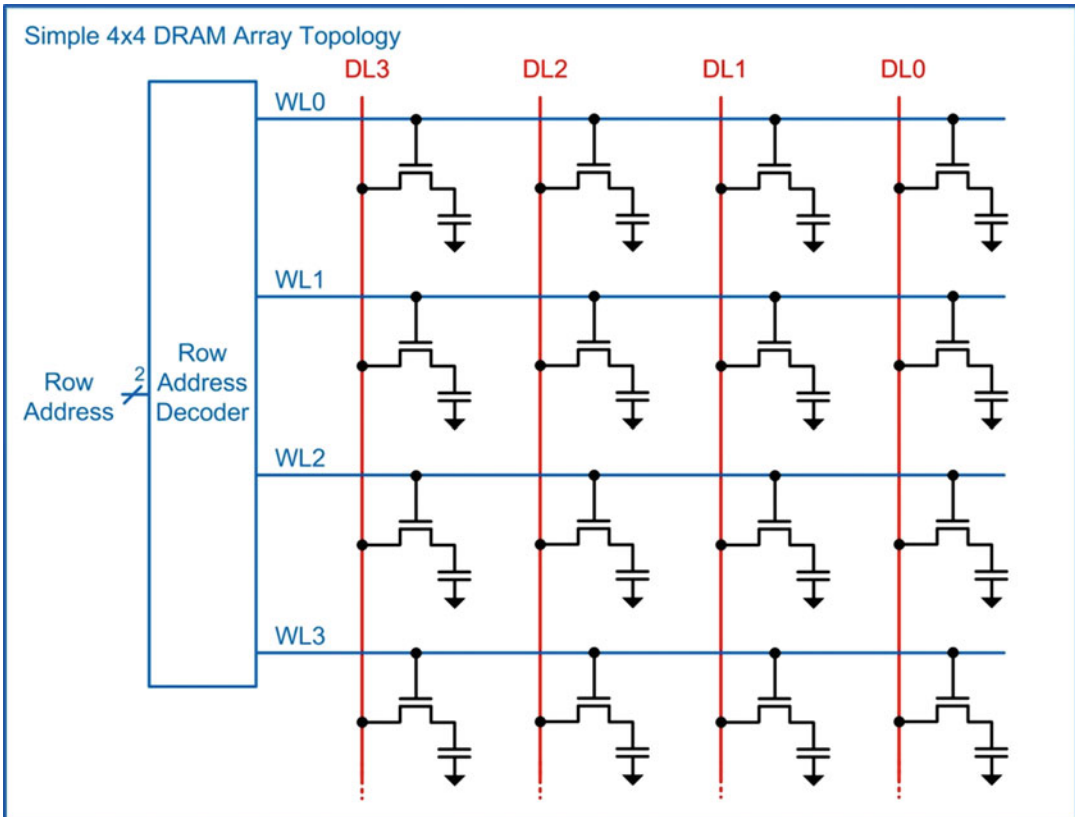 Simple 4x4 DRAM Array Topology
DL3 DL2 DL1 DL0
WL0
WL1
Row
Address
2
Row
Address
Decoder
WL2
WL3